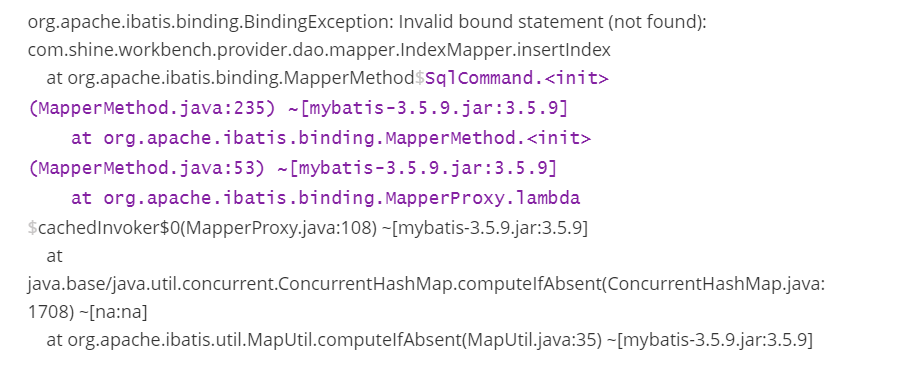 org.apache.ibatis.binding.BindingException: Invalid bound statement (not found):
com.shine.workbench.provider.dao.mapper.IndexMapper.insertIndex
at org.apache.ibatis.binding.MapperMethod$SqlCommand.<init>
(MapperMethod.java:235) ~[mybatis-3.5.9.jar:3.5.9]
at org.apache.ibatis.binding.MapperMethod.<init>
(MapperMethod.java:53) ~[mybatis-3.5.9.jar:3.5.9]
at org.apache.ibatis.binding.MapperProxy.lambda
$cachedInvoker$0(MapperProxy.java:108) ~[mybatis-3.5.9.jar:3.5.9]
at
java.base/java.util.concurrent.ConcurrentHashMap.computeIfAbsent(ConcurrentHashMap.java:
1708) ~[na:na]
at org.apache.ibatis.util.MapUtil.computeIfAbsent(MapUtil.java:35) ~[mybatis-3.5.9.jar:3.5.9]